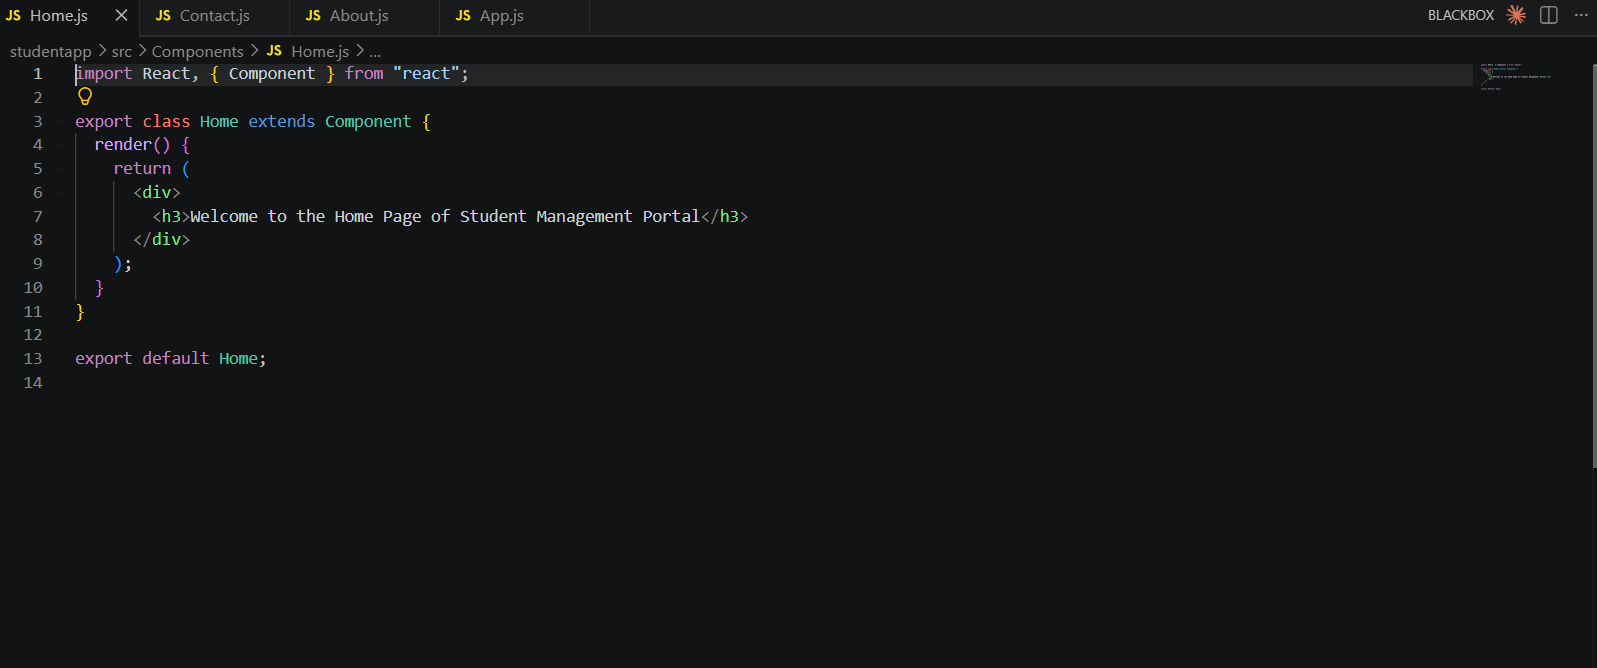 JS Home.js JS Contact.js JS About.js JS App.js BLACKBOX
studentapp > src > Components > JS Home.js > ...
1 import React, { Component } from "react";
2
3 export class Home extends Component {
4 render() {
5 return (
6 <div>
7 <h3>Welcome to the Home Page of Student Management Portal</h3>
8 </div>
9 );
10 }
11 }
12
13 export default Home;
14